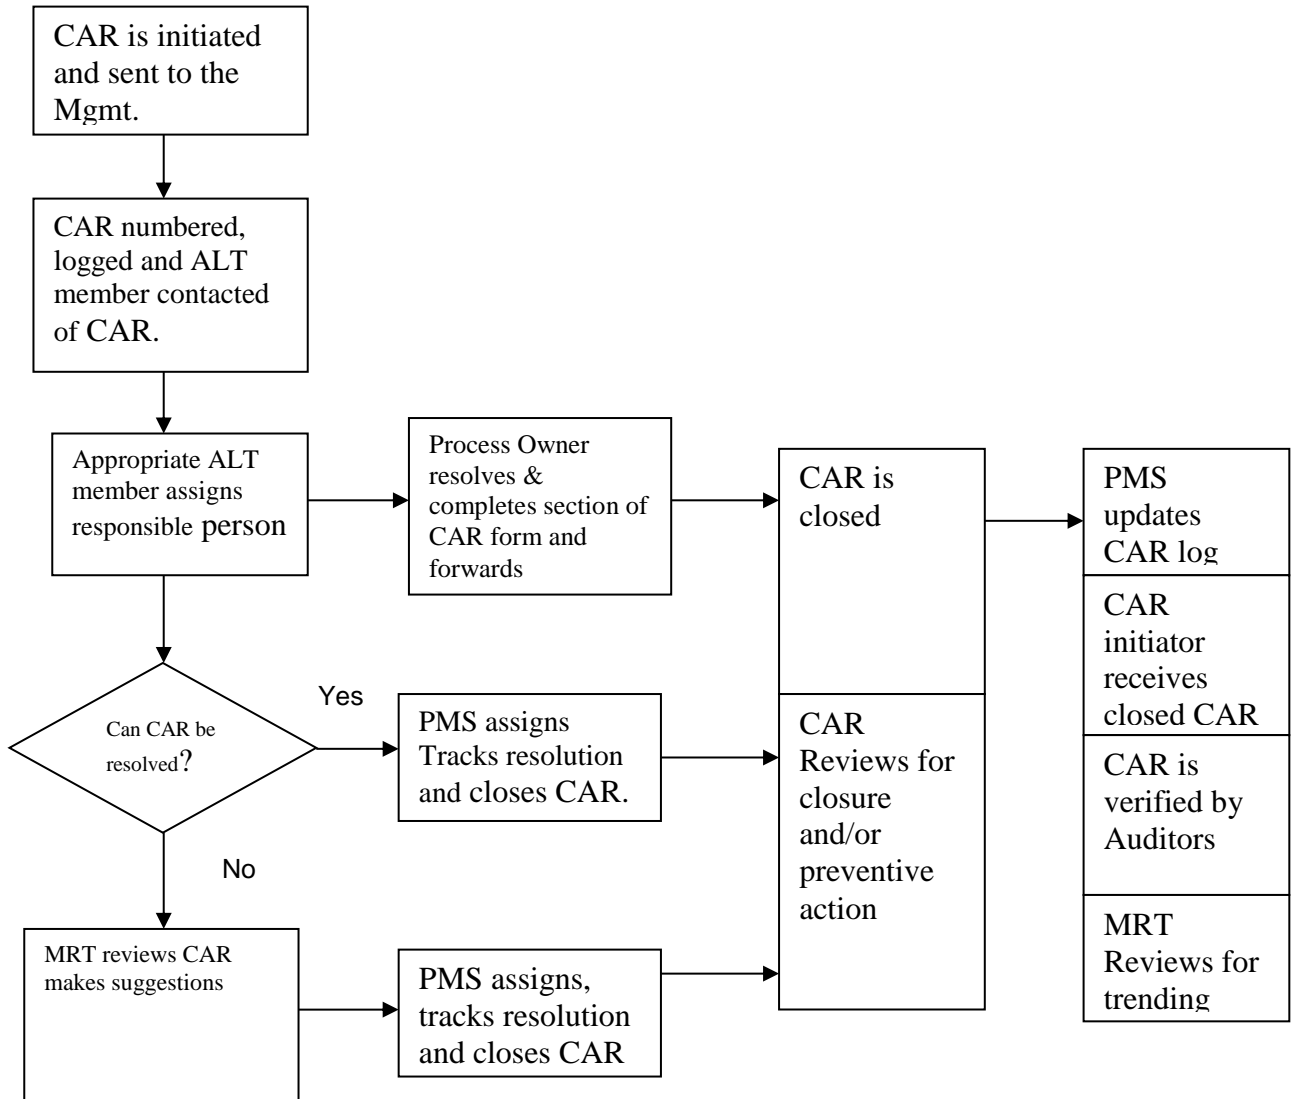 CAR is initiated
and sent to the
Mgmt.
CAR numbered,
logged and ALT
member contacted
of CAR.
Appropriate ALT
member assigns
responsible person
Process Owner
resolves &
completes section of
CAR form and
forwards
CAR is
closed
PMS
updates
CAR log
CAR
initiator
receives
closed CAR
Can CAR be
resolved?
Yes
PMS assigns
Tracks resolution
and closes CAR.
CAR
Reviews for
closure
and/or
preventive
action
CAR is
verified by
Auditors
No
MRT reviews CAR
makes suggestions
PMS assigns,
tracks resolution
and closes CAR
MRT
Reviews for
trending